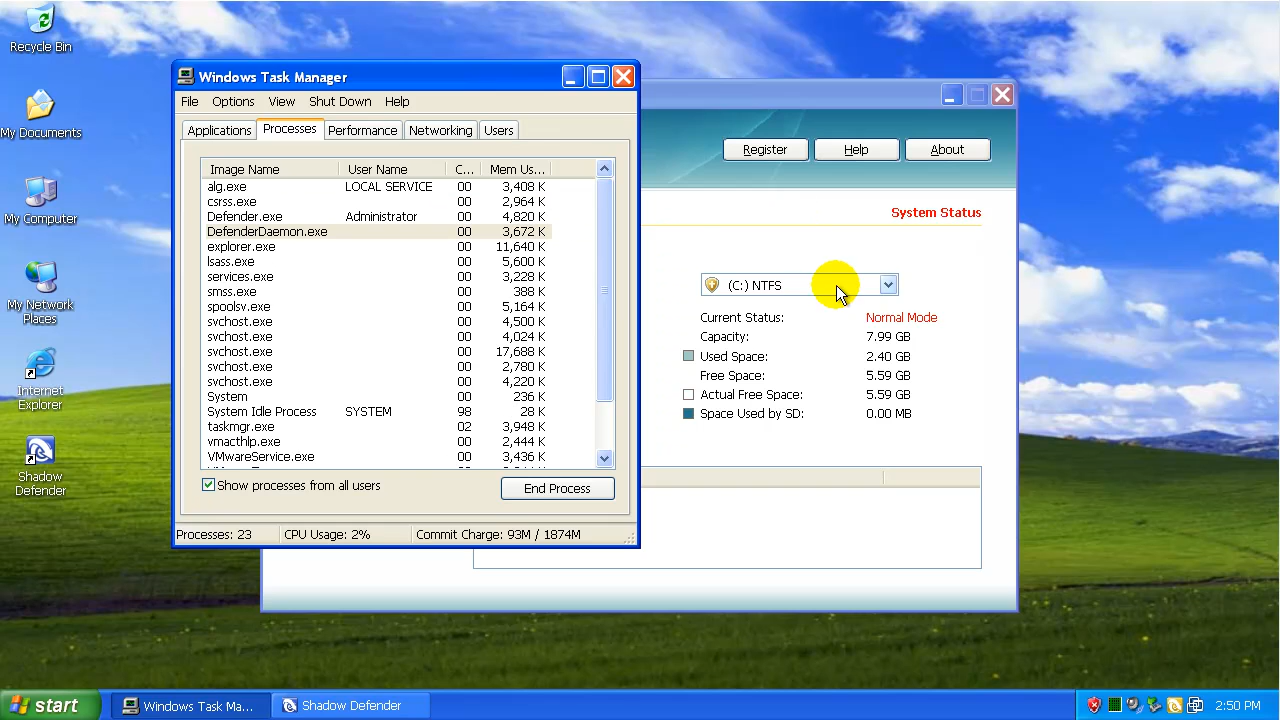 Recycle Bin
My Documents
My Computer
My Network
Places
Internet
Explorer
Shadow
Defender
Windows Task Manager
File Options View Shut Down Help
Applications Processes Performance Networking Users
Image Name User Name C... Mem Us...
alg.exe LOCAL SERVICE 00 3,408 K
csrss.exe 00 2,964 K
Defender.exe Administrator 00 4,820 K
DefenderDaemon.exe 00 3,672 K
explorer.exe 00 11,640 K
lsass.exe 00 5,600 K
services.exe 00 3,228 K
smss.exe 00 388 K
spoolsv.exe 00 5,164 K
svchost.exe 00 4,500 K
svchost.exe 00 4,024 K
svchost.exe 00 17,688 K
svchost.exe 00 2,780 K
svchost.exe 00 4,220 K
System 00 236 K
System Idle Process SYSTEM 98 28 K
taskmgr.exe 02 3,948 K
vmacthlp.exe 00 2,444 K
VMwareService.exe 00 3,436 K
Show processes from all users
End Process
Processes: 23 CPU Usage: 2% Commit Charge: 93M / 1874M
Register Help About
System Status
(C:) NTFS
Current Status: Normal Mode
Capacity: 7.99 GB
Used Space: 2.40 GB
Free Space: 5.59 GB
Actual Free Space: 5.59 GB
Space Used by SD: 0.00 MB
start Windows Task Ma... Shadow Defender 2:50 PM